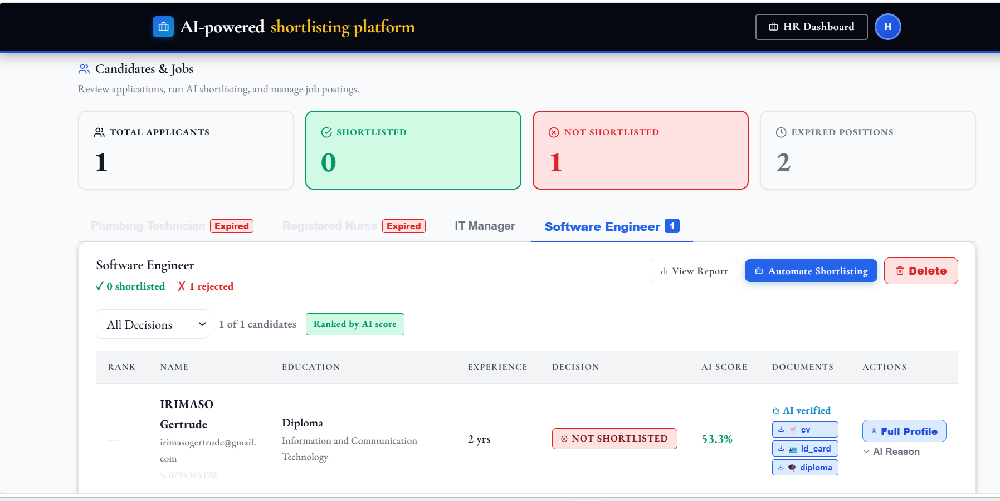 AI-powered shortlisting platform
HR Dashboard
H
Candidates & Jobs
Review applications, run AI shortlisting, and manage job postings.
TOTAL APPLICANTS
1
SHORTLISTED
0
NOT SHORTLISTED
1
EXPIRED POSITIONS
2
Plumbing Technician Expired
Registered Nurse Expired
IT Manager
Software Engineer 1
Software Engineer
✓ 0 shortlisted ✗ 1 rejected
View Report
Automate Shortlisting
Delete
All Decisions
1 of 1 candidates
Ranked by AI score
RANK NAME EDUCATION EXPERIENCE DECISION AI SCORE DOCUMENTS ACTIONS
—
IRIMASO
Gertrude
irimasogertrude@gmail.
com
0791365170
Diploma
Information and Communication
Technology
2 yrs
NOT SHORTLISTED
53.3%
AI verified
cv
id_card
diploma
Full Profile
AI Reason